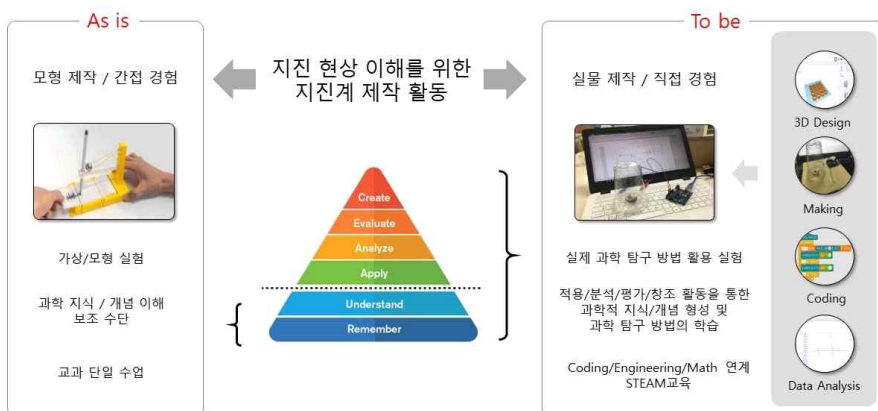 As is
모형 제작 / 간접 경험
가상/모형 실험
과학 지식 / 개념 이해
보조 수단
교과 단일 수업
지진 현상 이해를 위한
지진계 제작 활동
Create
Evaluate
Analyze
Apply
Understand
Remember
To be
실물 제작 / 직접 경험
실제 과학 탐구 방법 활용 실험
적용/분석/평가/창조 활동을 통한
과학적 지식/개념 형성 및
과학 탐구 방법의 학습
Coding/Engineering/Math 연계
STEAM교육
3D Design
Making
Coding
Data Analysis